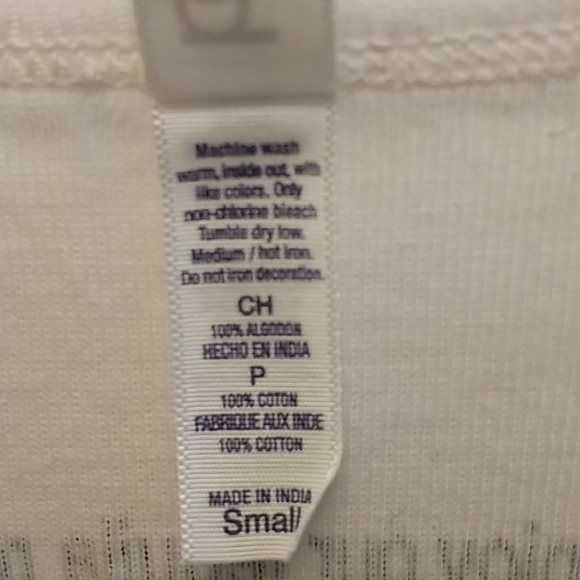 Machine wash
warm, inside out, with
like colors. Only
non-chlorine bleach
Tumble dry low.
Medium / hot iron.
Do not iron decoration.
CH
100% ALGODON
HECHO EN INDIA
P
100% COTON
FABRIQUE AUX INDE
100% COTTON
MADE IN INDIA
Small